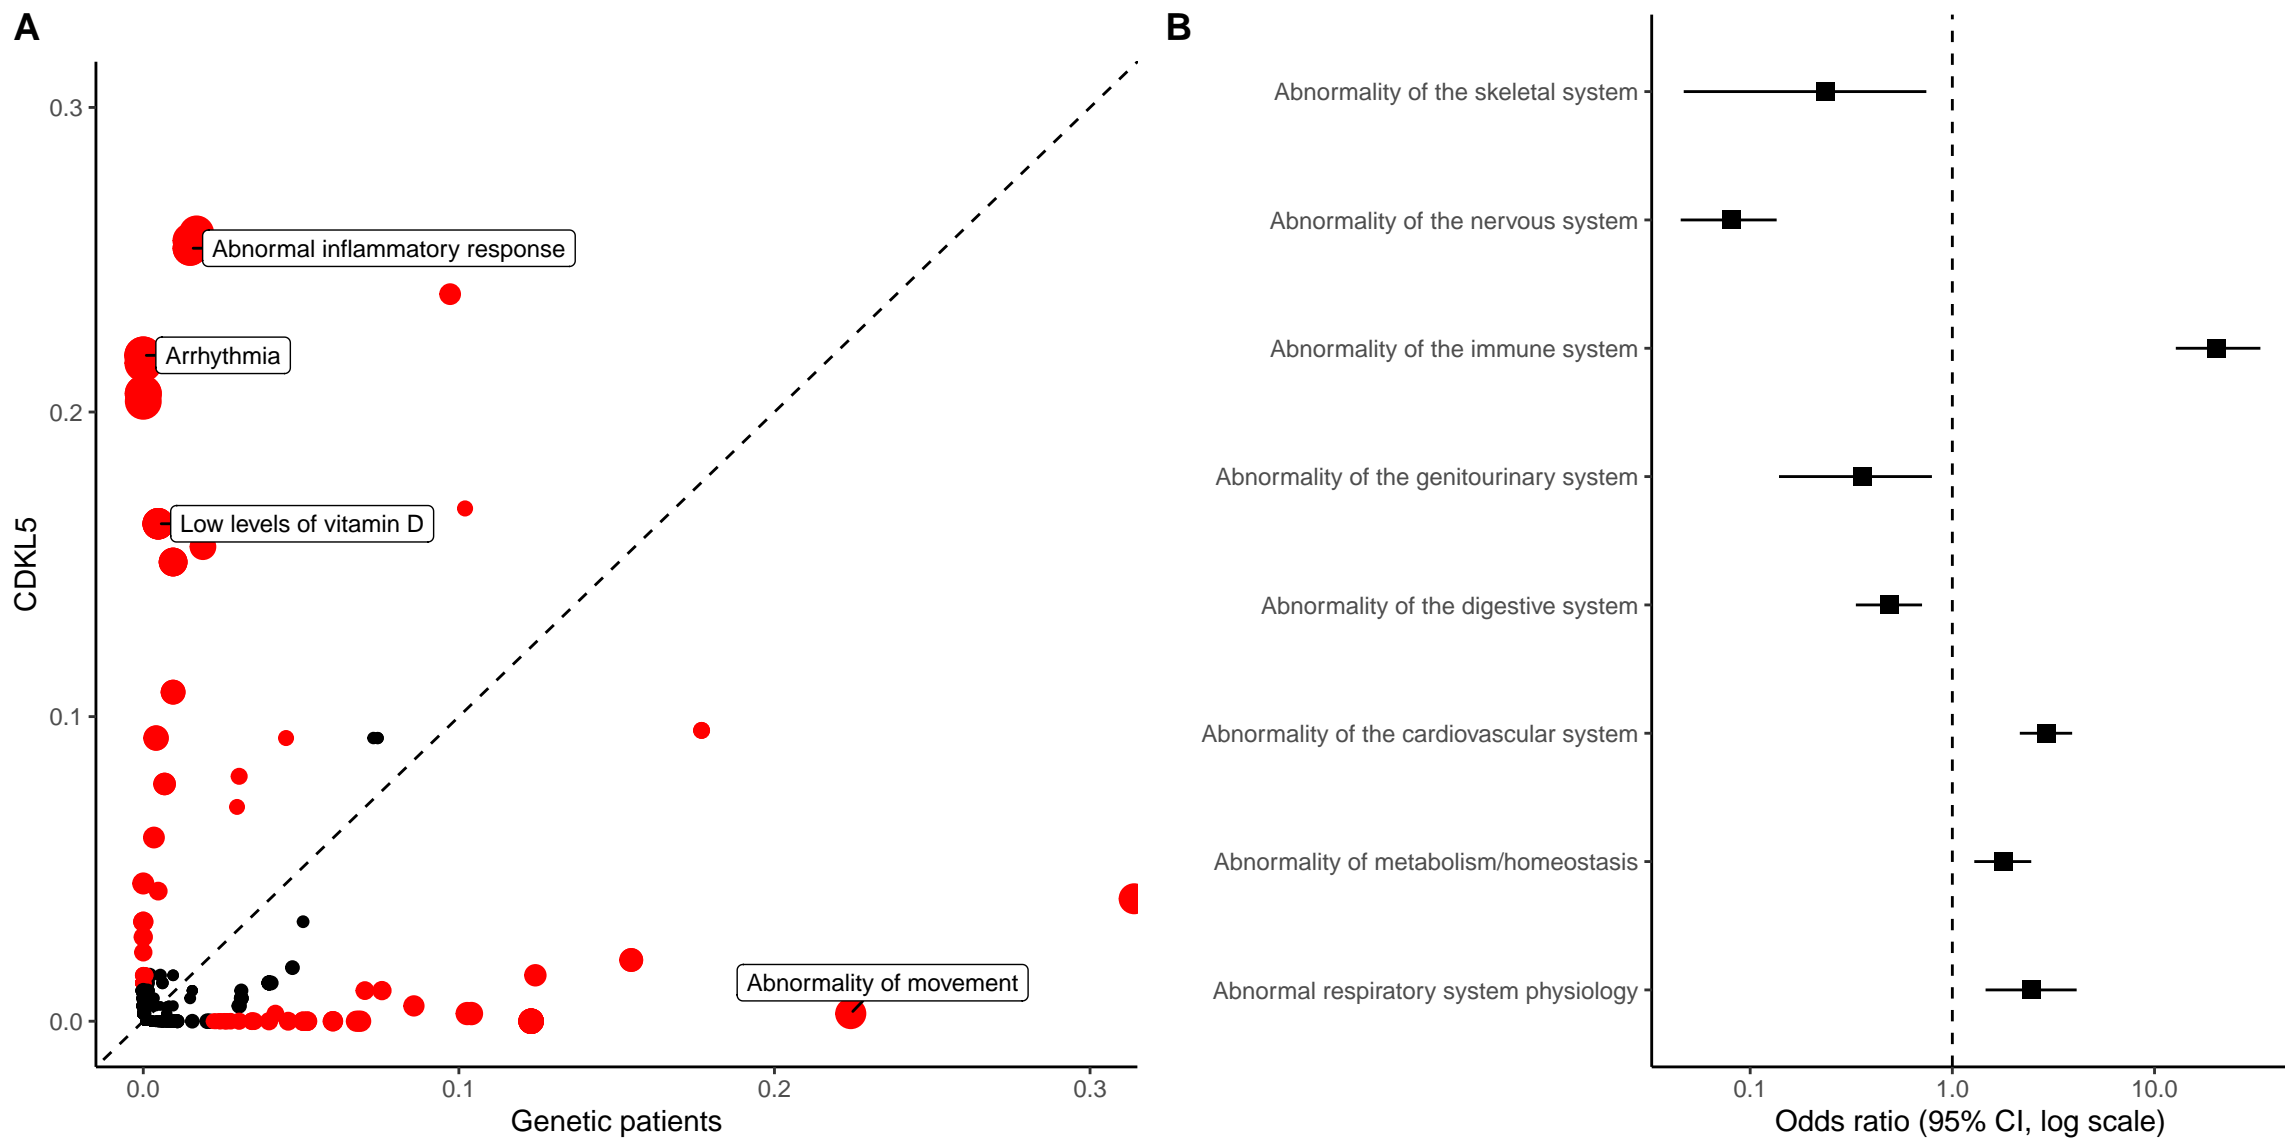 A
0.3
0.2
0.1
0.0
CDKL5
Abnormal inflammatory response
Arrhythmia
Low levels of vitamin D
Abnormality of movement
0.0
0.1
0.2
0.3
Genetic patients
B
Abnormality of the skeletal system
Abnormality of the nervous system
Abnormality of the immune system
Abnormality of the genitourinary system
Abnormality of the digestive system
Abnormality of the cardiovascular system
Abnormality of metabolism/homeostasis
Abnormal respiratory system physiology
0.1
1.0
10.0
Odds ratio (95% CI, log scale)